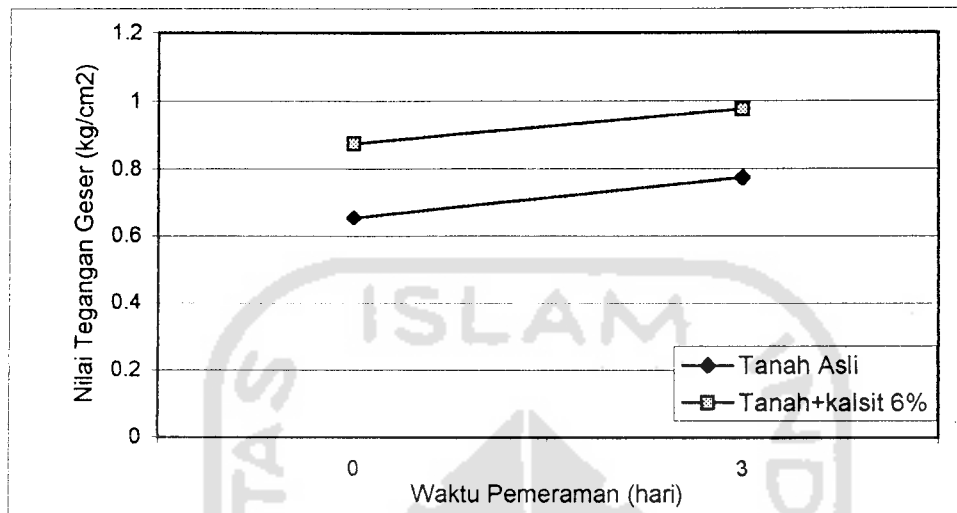 1.2
1
0.8
0.6
0.4
0.2
0
Nilai Tegangan Geser (kg/cm2)
0
3
Waktu Pemeraman (hari)
Tanah Asli
Tanah+kalsit 6%
ISLAM
TAS